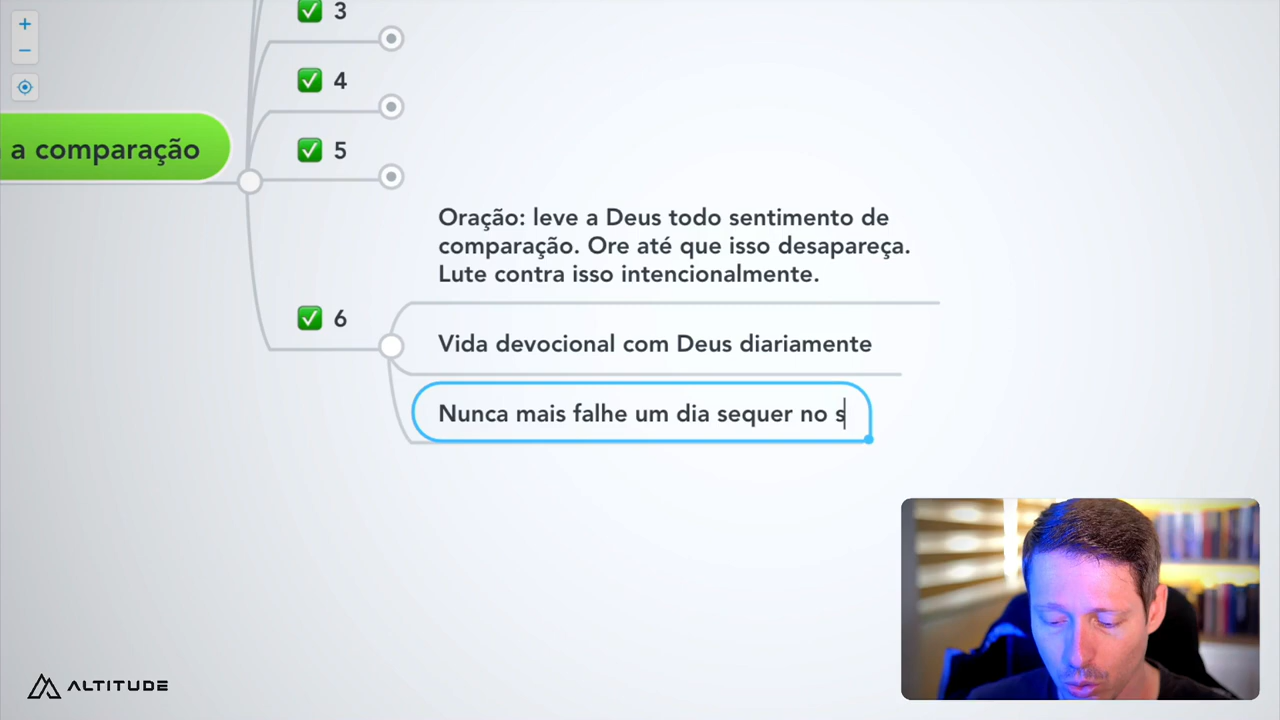 3
4
5
a comparação
Oração: leve a Deus todo sentimento de
comparação. Ore até que isso desapareça.
Lute contra isso intencionalmente.
6
Vida devocional com Deus diariamente
Nunca mais falhe um dia sequer no s
ALTITUDE